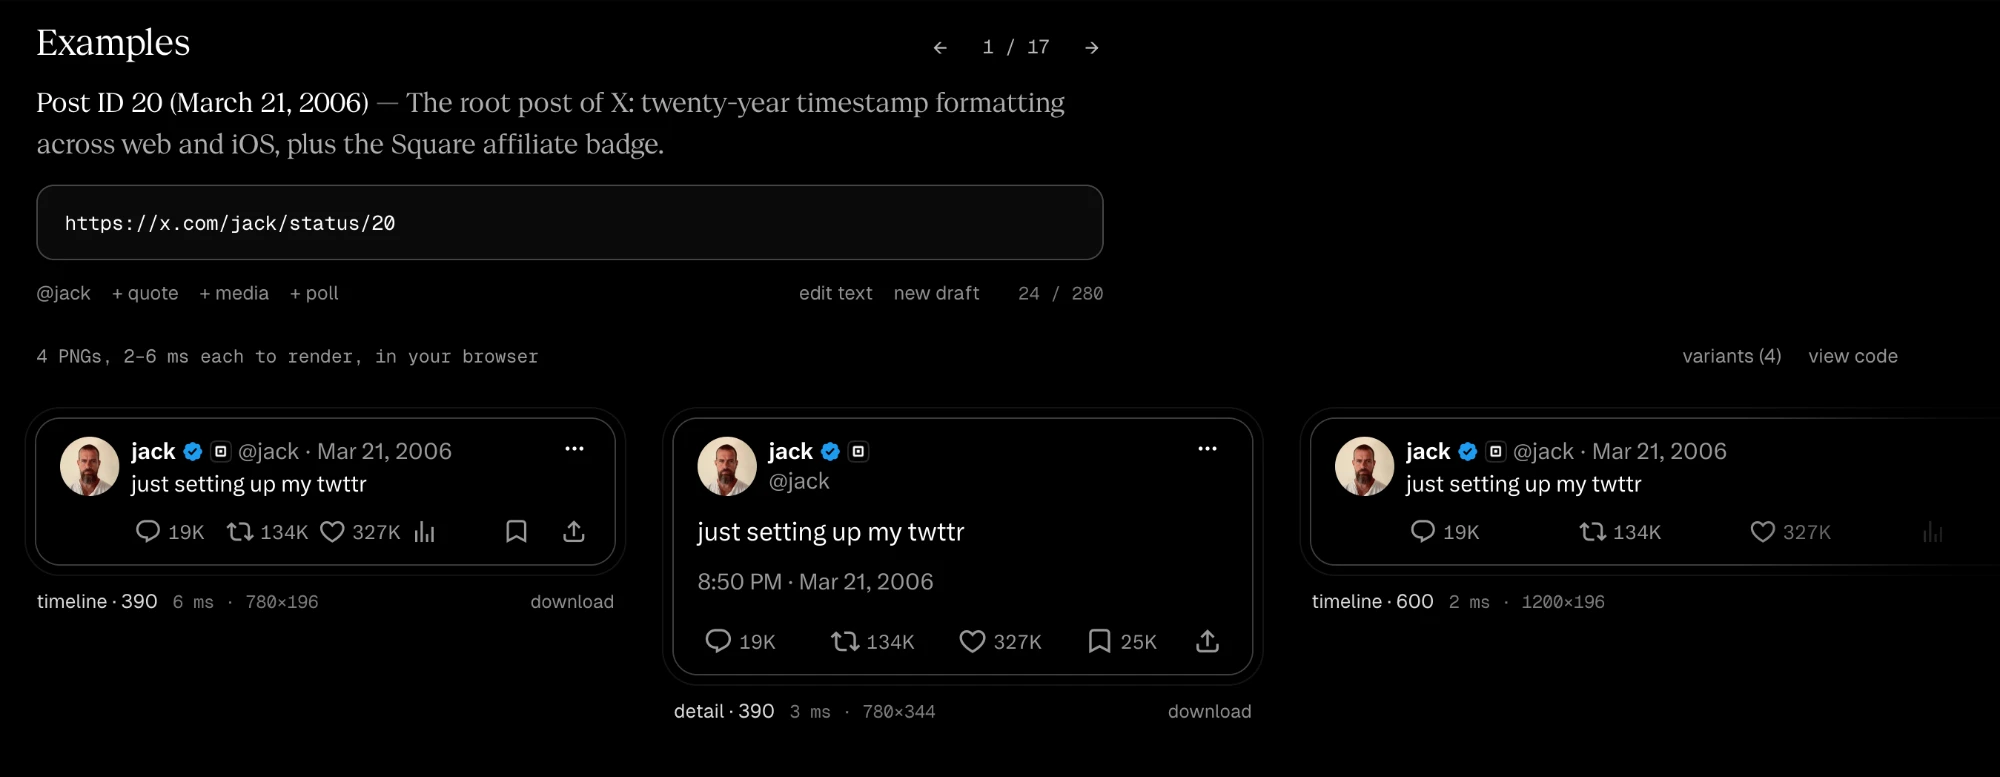 Examples
← 1 / 17 →
Post ID 20 (March 21, 2006) — The root post of X: twenty-year timestamp formatting
across web and iOS, plus the Square affiliate badge.
https://x.com/jack/status/20
@jack + quote + media + poll
edit text new draft 24 / 280
4 PNGs, 2–6 ms each to render, in your browser
variants (4) view code
jack @jack · Mar 21, 2006
just setting up my twttr
19K 134K 327K
timeline · 390 6 ms · 780×196 download
jack
@jack
just setting up my twttr
8:50 PM · Mar 21, 2006
19K 134K 327K 25K
detail · 390 3 ms · 780×344 download
jack @jack · Mar 21, 2006
just setting up my twttr
19K 134K 327K
timeline · 600 2 ms · 1200×196